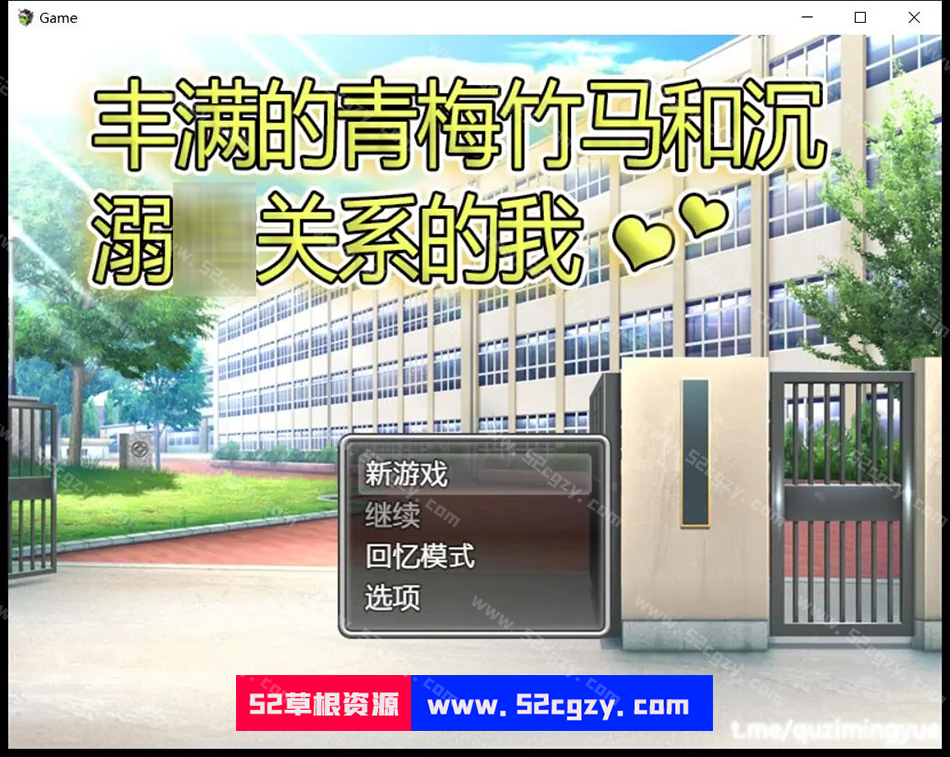 Game
丰满的青梅竹马和沉
溺 关系的我
新游戏
继续
回忆模式
选项
52草根资源 www.52cgzy.com
t.me/quzimingyue